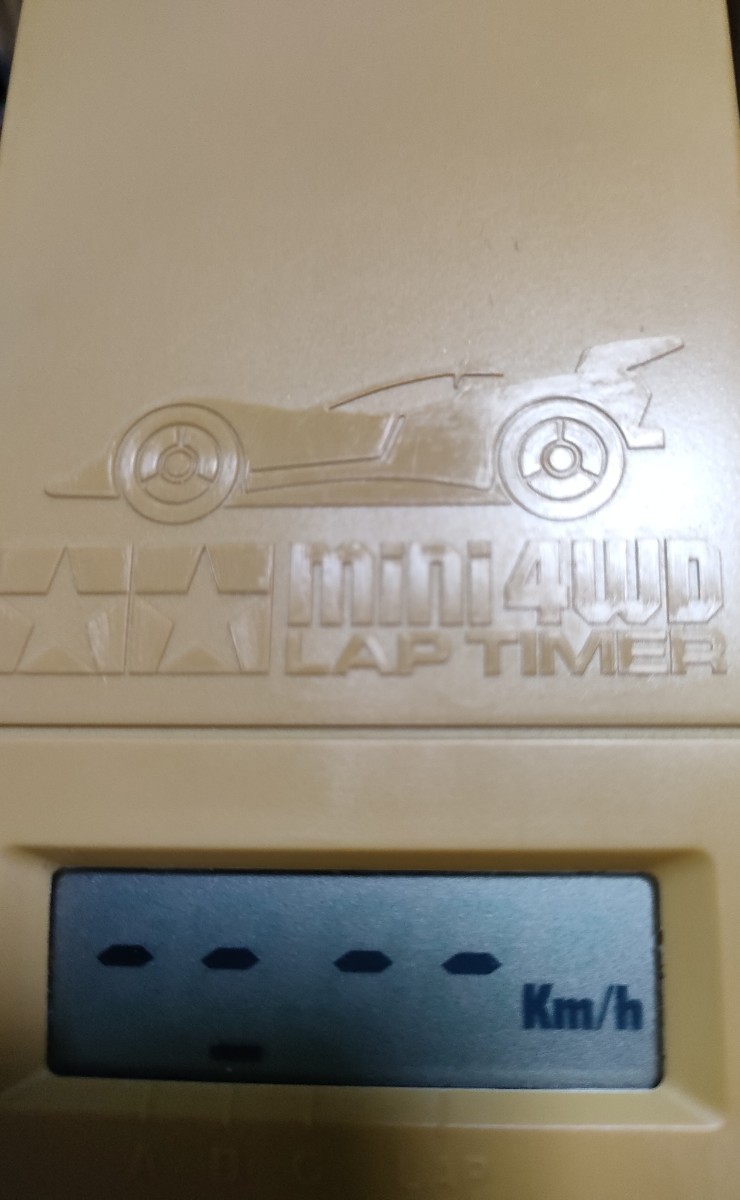 mini 4WD
LAP TIMER
- - - -
Km/h